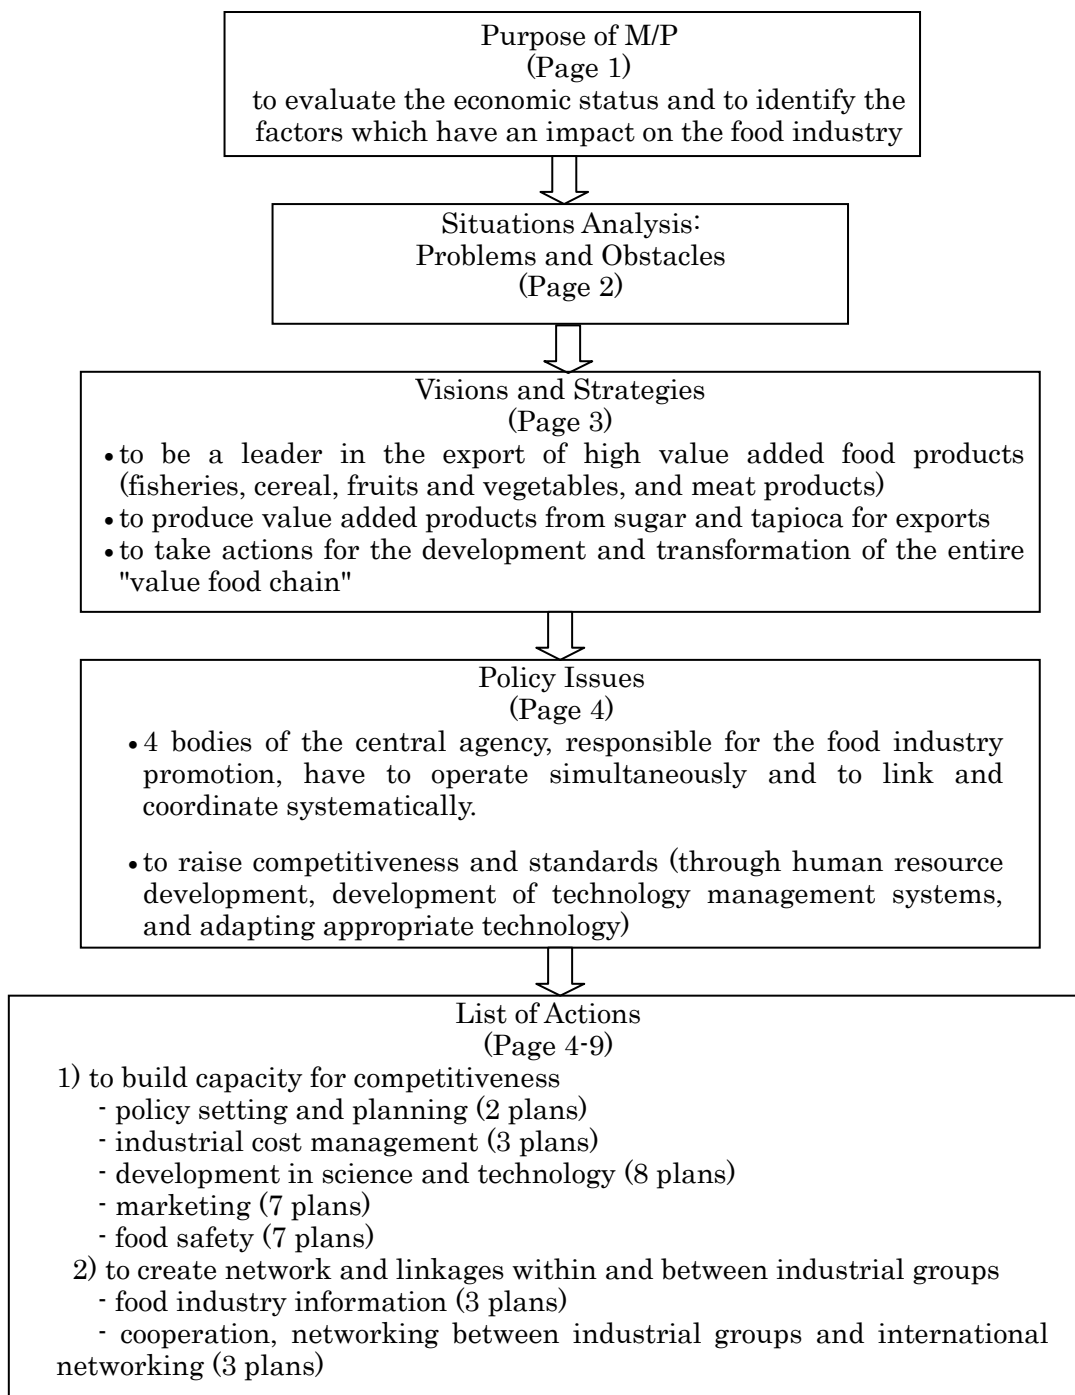 Purpose of M/P
(Page 1)
to evaluate the economic status and to identify the
factors which have an impact on the food industry
Situations Analysis:
Problems and Obstacles
(Page 2)
Visions and Strategies
(Page 3)
• to be a leader in the export of high value added food products
(fisheries, cereal, fruits and vegetables, and meat products)
• to produce value added products from sugar and tapioca for exports
• to take actions for the development and transformation of the entire
"value food chain"
Policy Issues
(Page 4)
• 4 bodies of the central agency, responsible for the food industry
promotion, have to operate simultaneously and to link and
coordinate systematically.
• to raise competitiveness and standards (through human resource
development, development of technology management systems,
and adapting appropriate technology)
List of Actions
(Page 4-9)
1) to build capacity for competitiveness
- policy setting and planning (2 plans)
- industrial cost management (3 plans)
- development in science and technology (8 plans)
- marketing (7 plans)
- food safety (7 plans)
2) to create network and linkages within and between industrial groups
- food industry information (3 plans)
- cooperation, networking between industrial groups and international
networking (3 plans)